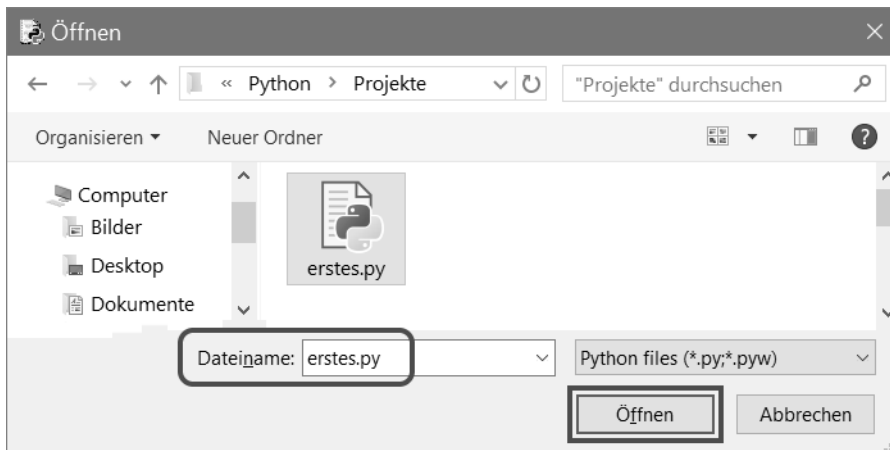 Öffnen
« Python > Projekte
"Projekte" durchsuchen
Organisieren Neuer Ordner
Computer
Bilder
Desktop
Dokumente
erstes.py
Dateiname: erstes.py
Python files (*.py;*.pyw)
Öffnen Abbrechen